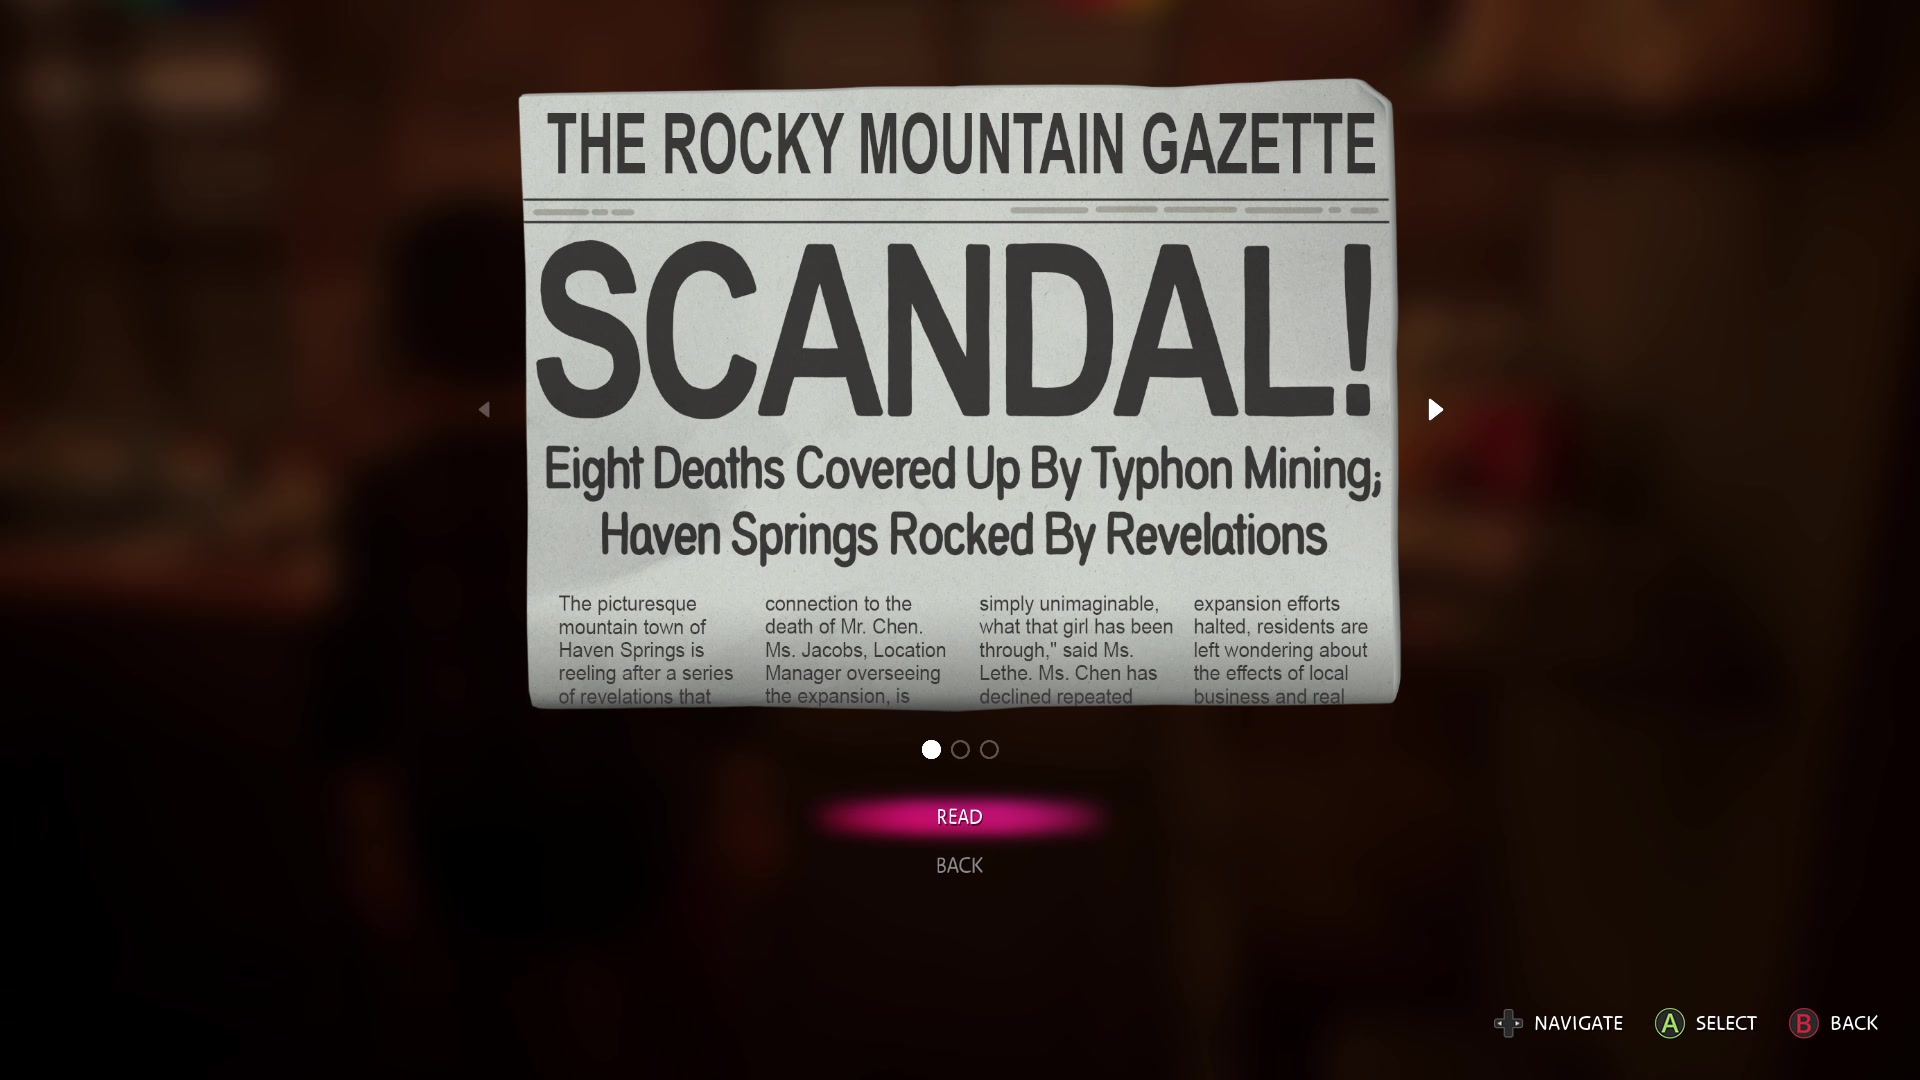 THE ROCKY MOUNTAIN GAZETTE
SCANDAL!
Eight Deaths Covered Up By Typhon Mining;
Haven Springs Rocked By Revelations
The picturesque
mountain town of
Haven Springs is
reeling after a series
of revelations that
connection to the
death of Mr. Chen.
Ms. Jacobs, Location
Manager overseeing
the expansion, is
simply unimaginable,
what that girl has been
through," said Ms.
Lethe. Ms. Chen has
declined repeated
expansion efforts
halted, residents are
left wondering about
the effects of local
business and real
READ
BACK
NAVIGATE
A SELECT
B BACK